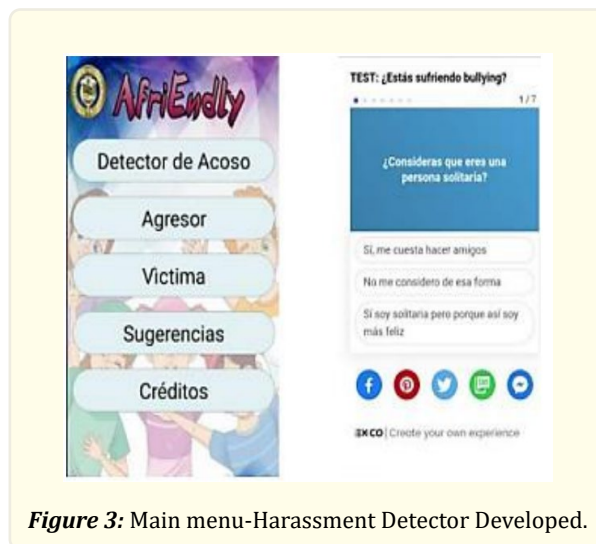 AfriEndly
Detector de Acoso
Agresor
Victima
Sugerencias
Créditos
TEST: ¿Estás sufriendo bullying?
1/7
¿Consideras que eres una
persona solitaria?
Sí, me cuesta hacer amigos
No me considero de esa forma
Si soy solitaria pero porque así soy
más feliz
EXCO | Create your own experience
Figure 3: Main menu-Harassment Detector Developed.